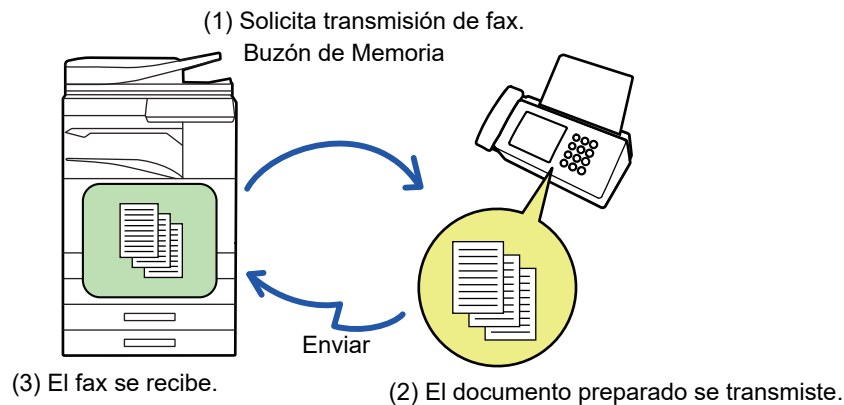 (1) Solicita transmisión de fax.
Buzón de Memoria
Enviar
(3) El fax se recibe.
(2) El documento preparado se transmiste.